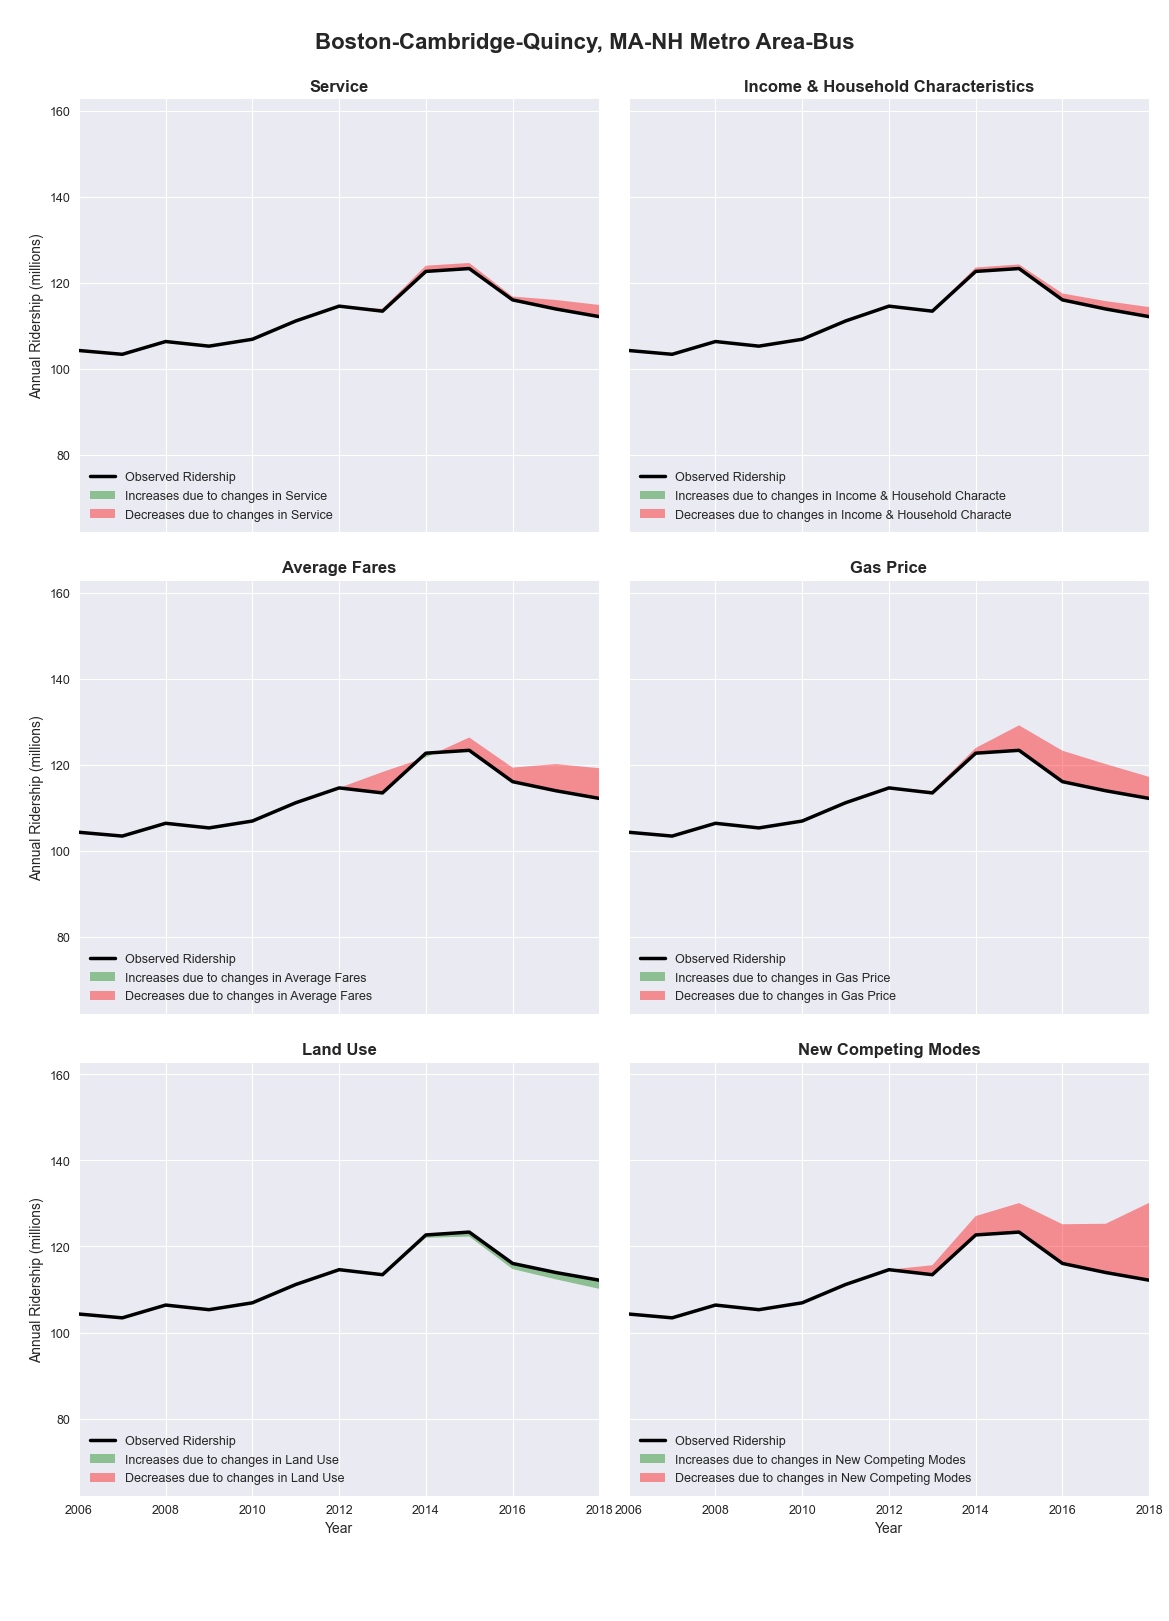 Boston-Cambridge-Quincy, MA-NH Metro Area-Bus
Service
Income & Household Characteristics
160
140
120
100
80
Annual Ridership (millions)
Observed Ridership
Increases due to changes in Service
Decreases due to changes in Service
Observed Ridership
Increases due to changes in Income & Household Characte
Decreases due to changes in Income & Household Characte
Average Fares
Gas Price
160
140
120
100
80
Annual Ridership (millions)
Observed Ridership
Increases due to changes in Average Fares
Decreases due to changes in Average Fares
Observed Ridership
Increases due to changes in Gas Price
Decreases due to changes in Gas Price
Land Use
New Competing Modes
160
140
120
100
80
Annual Ridership (millions)
Observed Ridership
Increases due to changes in Land Use
Decreases due to changes in Land Use
Observed Ridership
Increases due to changes in New Competing Modes
Decreases due to changes in New Competing Modes
2006 2008 2010 2012 2014 2016 2018
2006 2008 2010 2012 2014 2016 2018
Year
Year